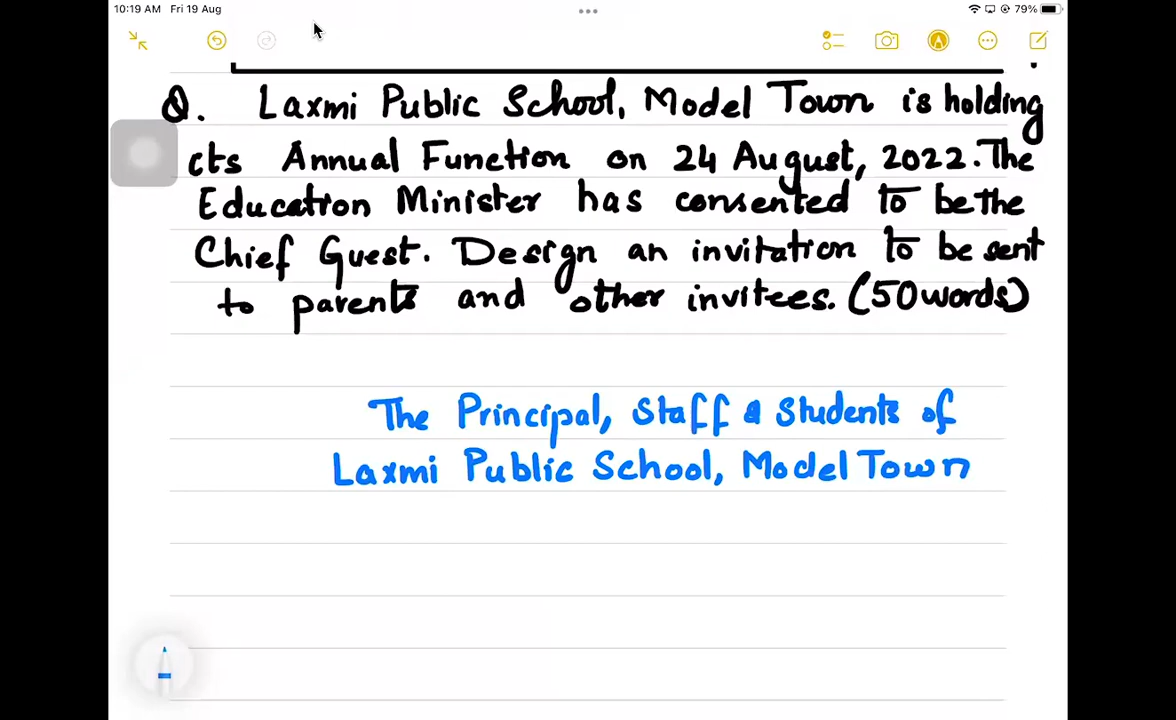 10:19 AM Fri 19 Aug
79%
Q. Laxmi Public School, Model Town is holding
its Annual Function on 24 August, 2022. The
Education Minister has consented to be the
Chief Guest. Design an invitation to be sent
to parents and other invitees. (50 words)
The Principal, Staff & Students of
Laxmi Public School, Model Town